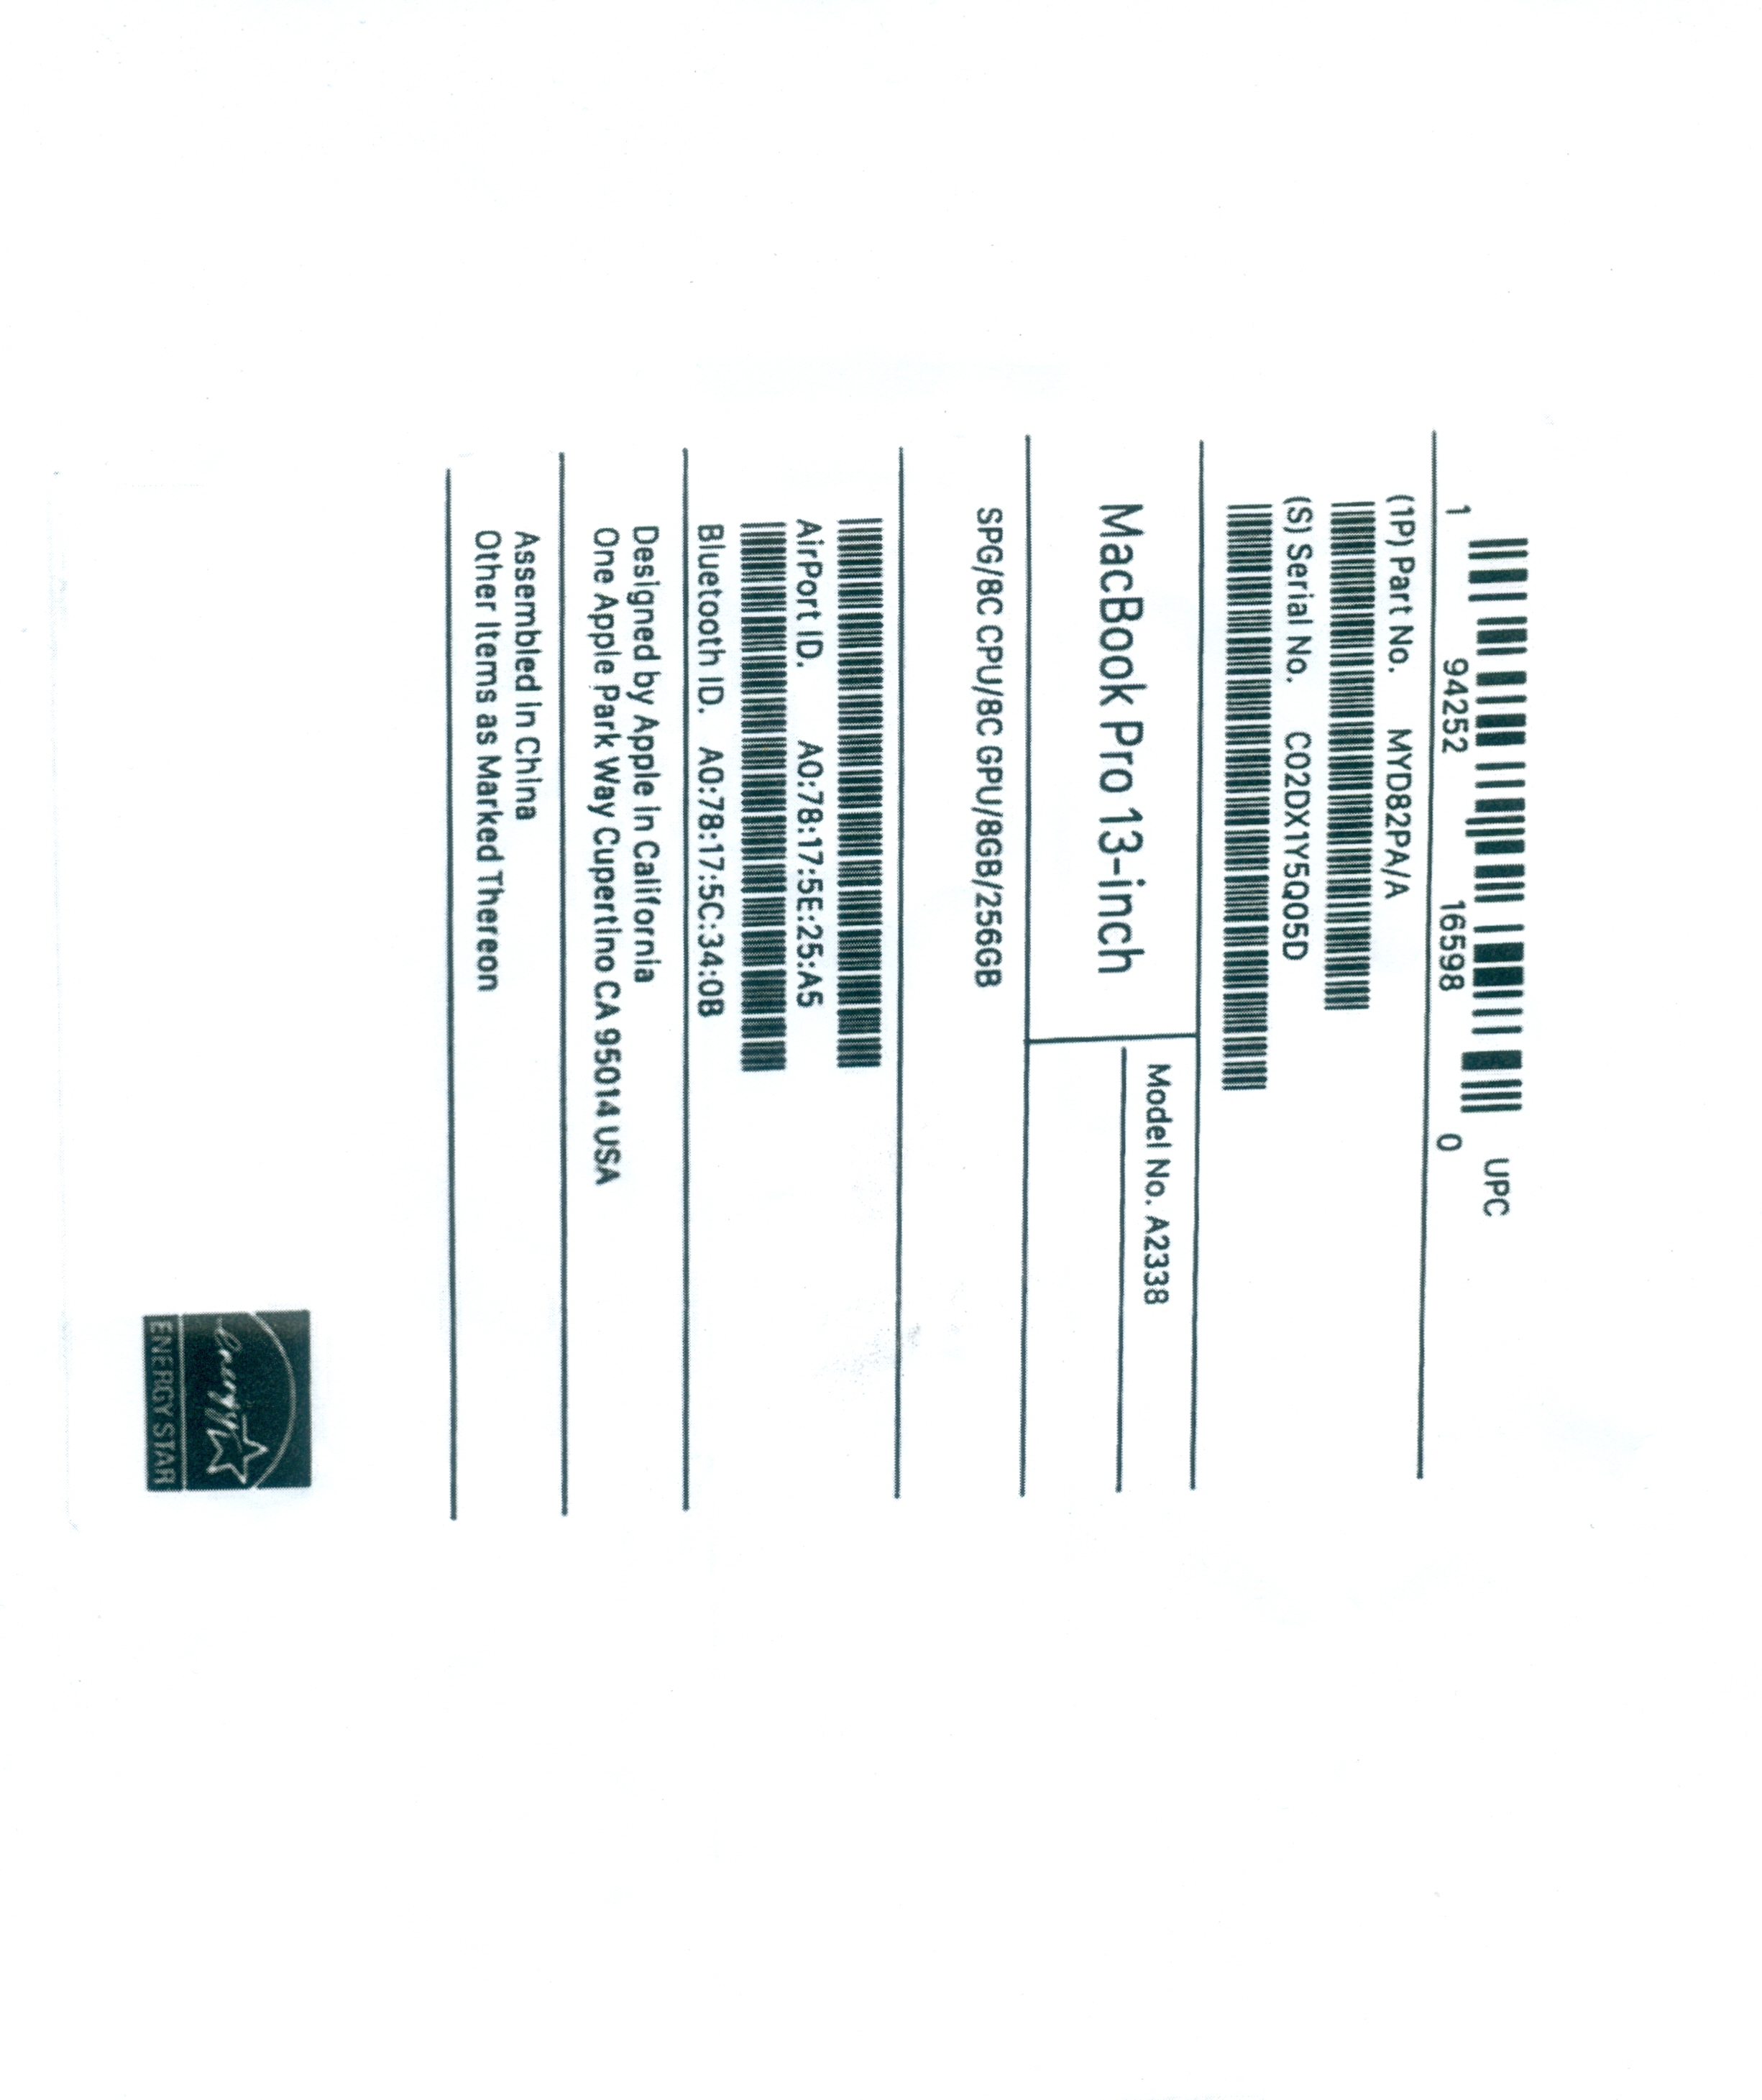 UPC
1 94252 16598 0
(1P) Part No. MYD82PA/A
(S) Serial No. C02DX1Y5Q05D
MacBook Pro 13-inch
Model No. A2338
SPG/8C CPU/8C GPU/8GB/256GB
AirPort ID. A0:78:17:5E:25:A5
Bluetooth ID. A0:78:17:5C:34:0B
Designed by Apple in California
One Apple Park Way Cupertino CA 95014 USA
Assembled in China
Other Items as Marked Thereon
energy
ENERGY STAR